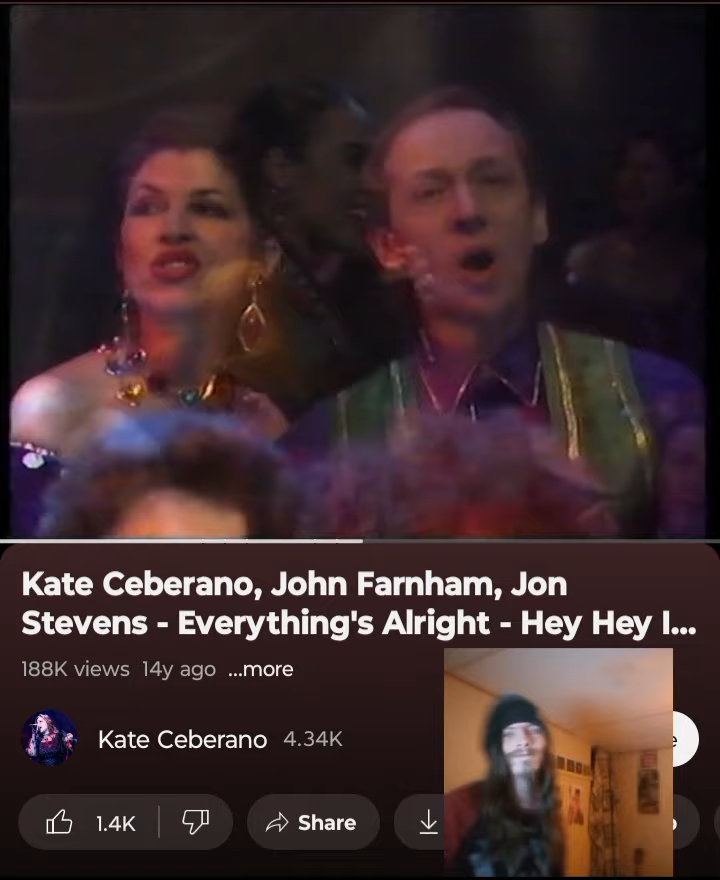 Kate Ceberano, John Farnham, Jon
Stevens - Everything's Alright - Hey Hey I...
188K views 14y ago ...more
Kate Ceberano 4.34K
1.4K Share